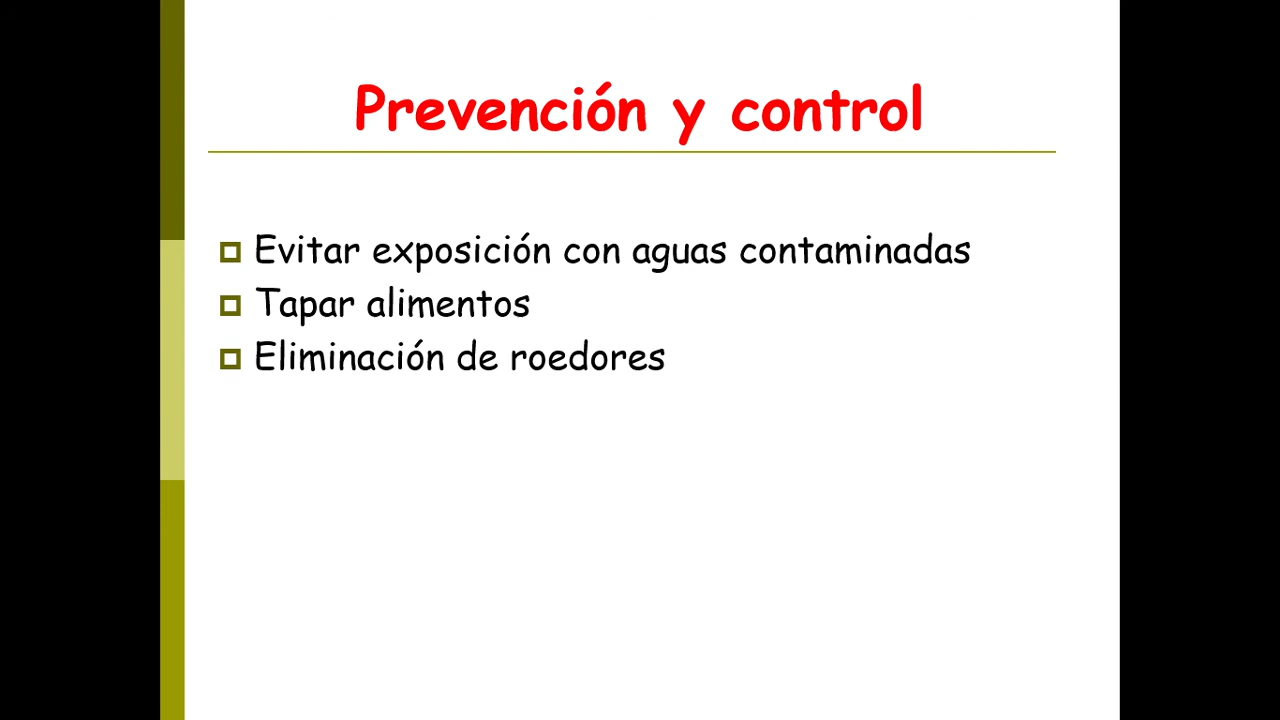 Prevención y control
Evitar exposición con aguas contaminadas
Tapar alimentos
Eliminación de roedores